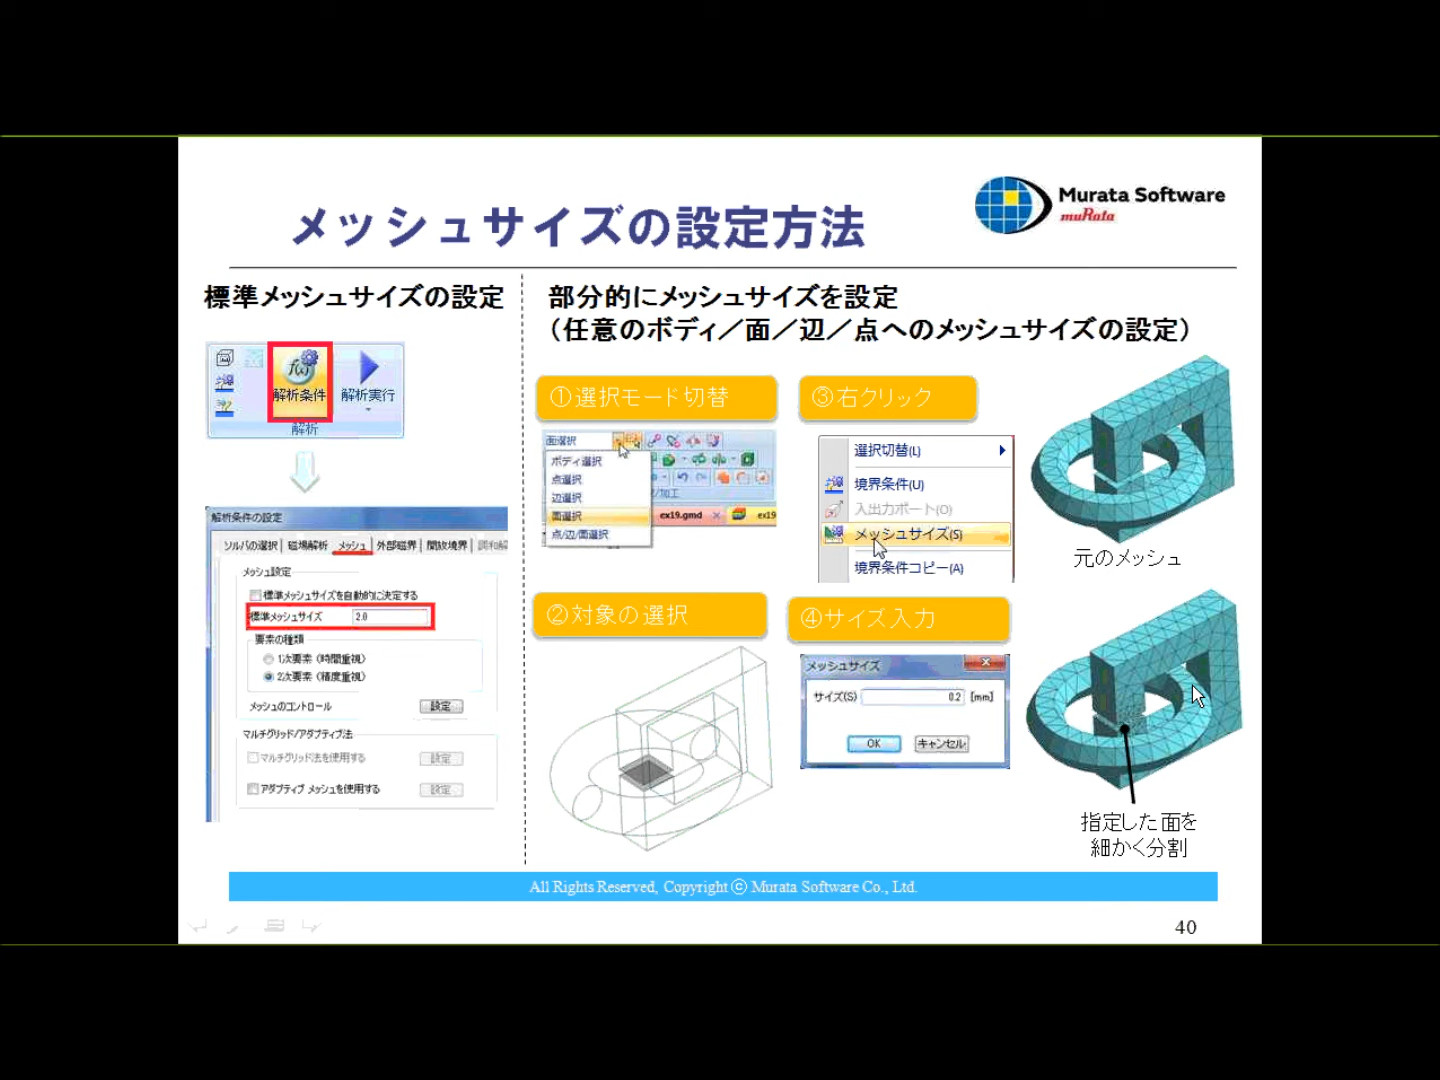 メッシュサイズの設定方法
Murata Software
muRata
標準メッシュサイズの設定
解析条件
解析実行
解析
解析条件の設定
ソルバの選択 磁場解析 メッシュ 外部磁界 開放境界
メッシュ設定
標準メッシュサイズを自動的に決定する
標準メッシュサイズ 2.0
要素の種類
1次要素（時間重視）
2次要素（精度重視）
メッシュのコントロール 設定
マルチグリッド/アダプティブ法
マルチグリッド法を使用する 設定
アダプティブ メッシュを使用する 設定
部分的にメッシュサイズを設定
（任意のボディ／面／辺／点へのメッシュサイズの設定）
①選択モード切替
面選択
ボディ選択
点選択
辺選択
面選択
点/辺/面選択
/加工
ex19.gmd
ex19
②対象の選択
③右クリック
選択切替(L)
境界条件(U)
入出力ポート(O)
メッシュサイズ(S)
境界条件コピー(A)
④サイズ入力
メッシュサイズ
サイズ(S) 0.2 [mm]
OK キャンセル
元のメッシュ
指定した面を
細かく分割
All Rights Reserved, Copyright ⓒ Murata Software Co., Ltd.
40